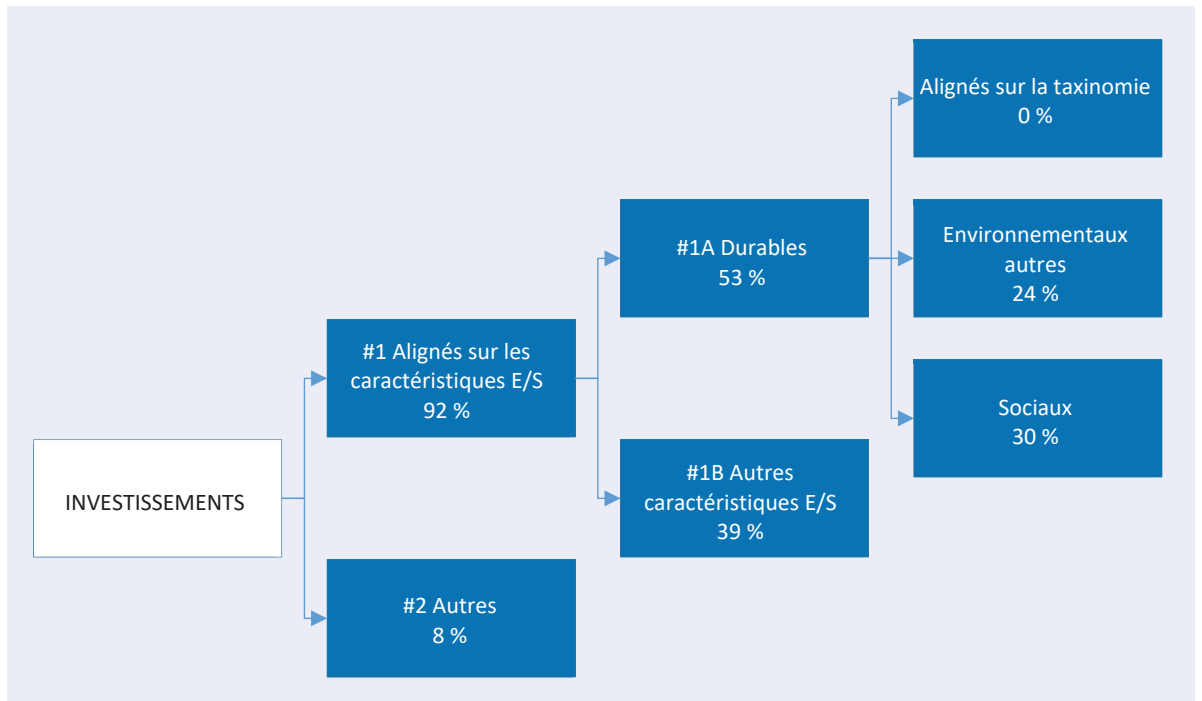 Alignés sur la taxinomie
0 %
#1A Durables
53 %
Environnementaux
autres
24 %
#1 Alignés sur les
caractéristiques E/S
92 %
Sociaux
30 %
INVESTISSEMENTS
#1B Autres
caractéristiques E/S
39 %
#2 Autres
8 %